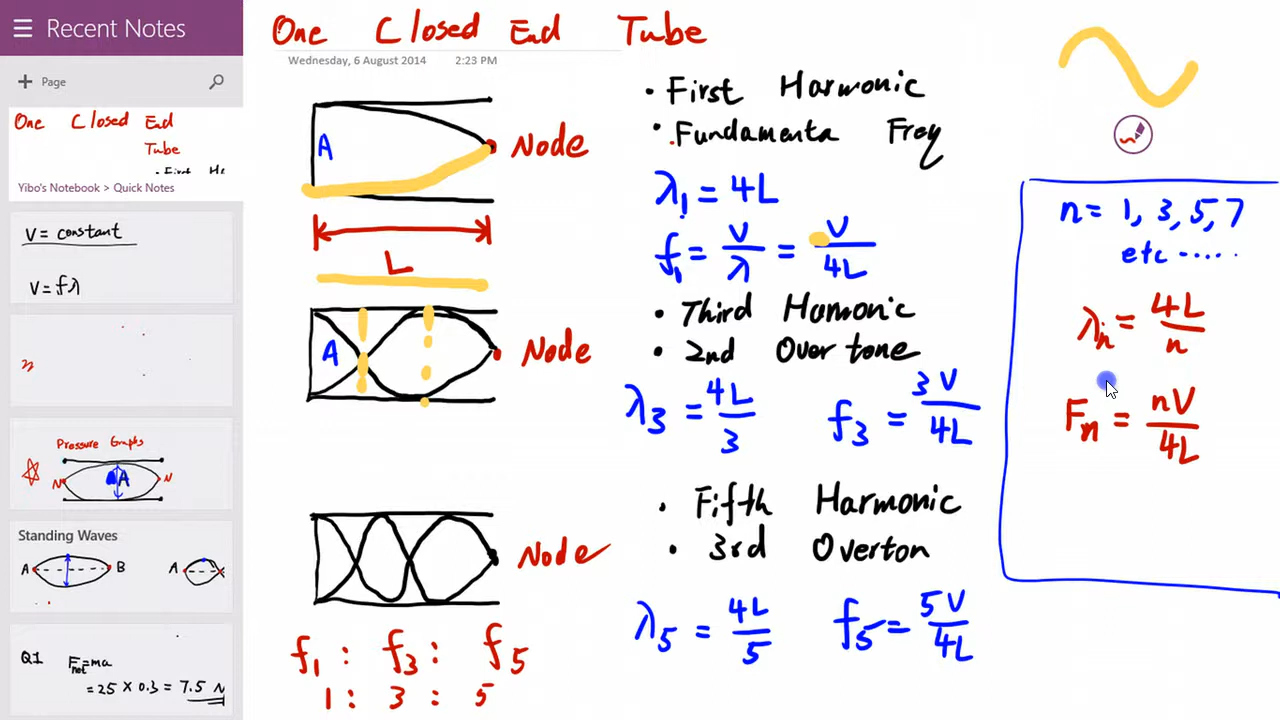 Recent Notes
Page
One Closed End
Tube
Yibo's Notebook > Quick Notes
V = constant
V = fλ
Pressure Graphs
N A N
Standing Waves
A B A
Q1 Fnet=ma
= 25 × 0.3 = 7.5 N
One Closed End Tube
Wednesday, 6 August 2014 2:23 PM
A Node
L
A Node
Node
f1 : f3 : f5
1 : 3 : 5
• First Harmonic
• Fundamenta Freq
λ1 = 4L
f1 = V/λ = V/4L
• Third Harmonic
• 2nd Overtone
λ3 = 4L/3 f3 = 3V/4L
• Fifth Harmonic
• 3rd Overton
λ5 = 4L/5 f5 = 5V/4L
n = 1, 3, 5, 7
etc .....
λn = 4L/n
Fn = nV/4L